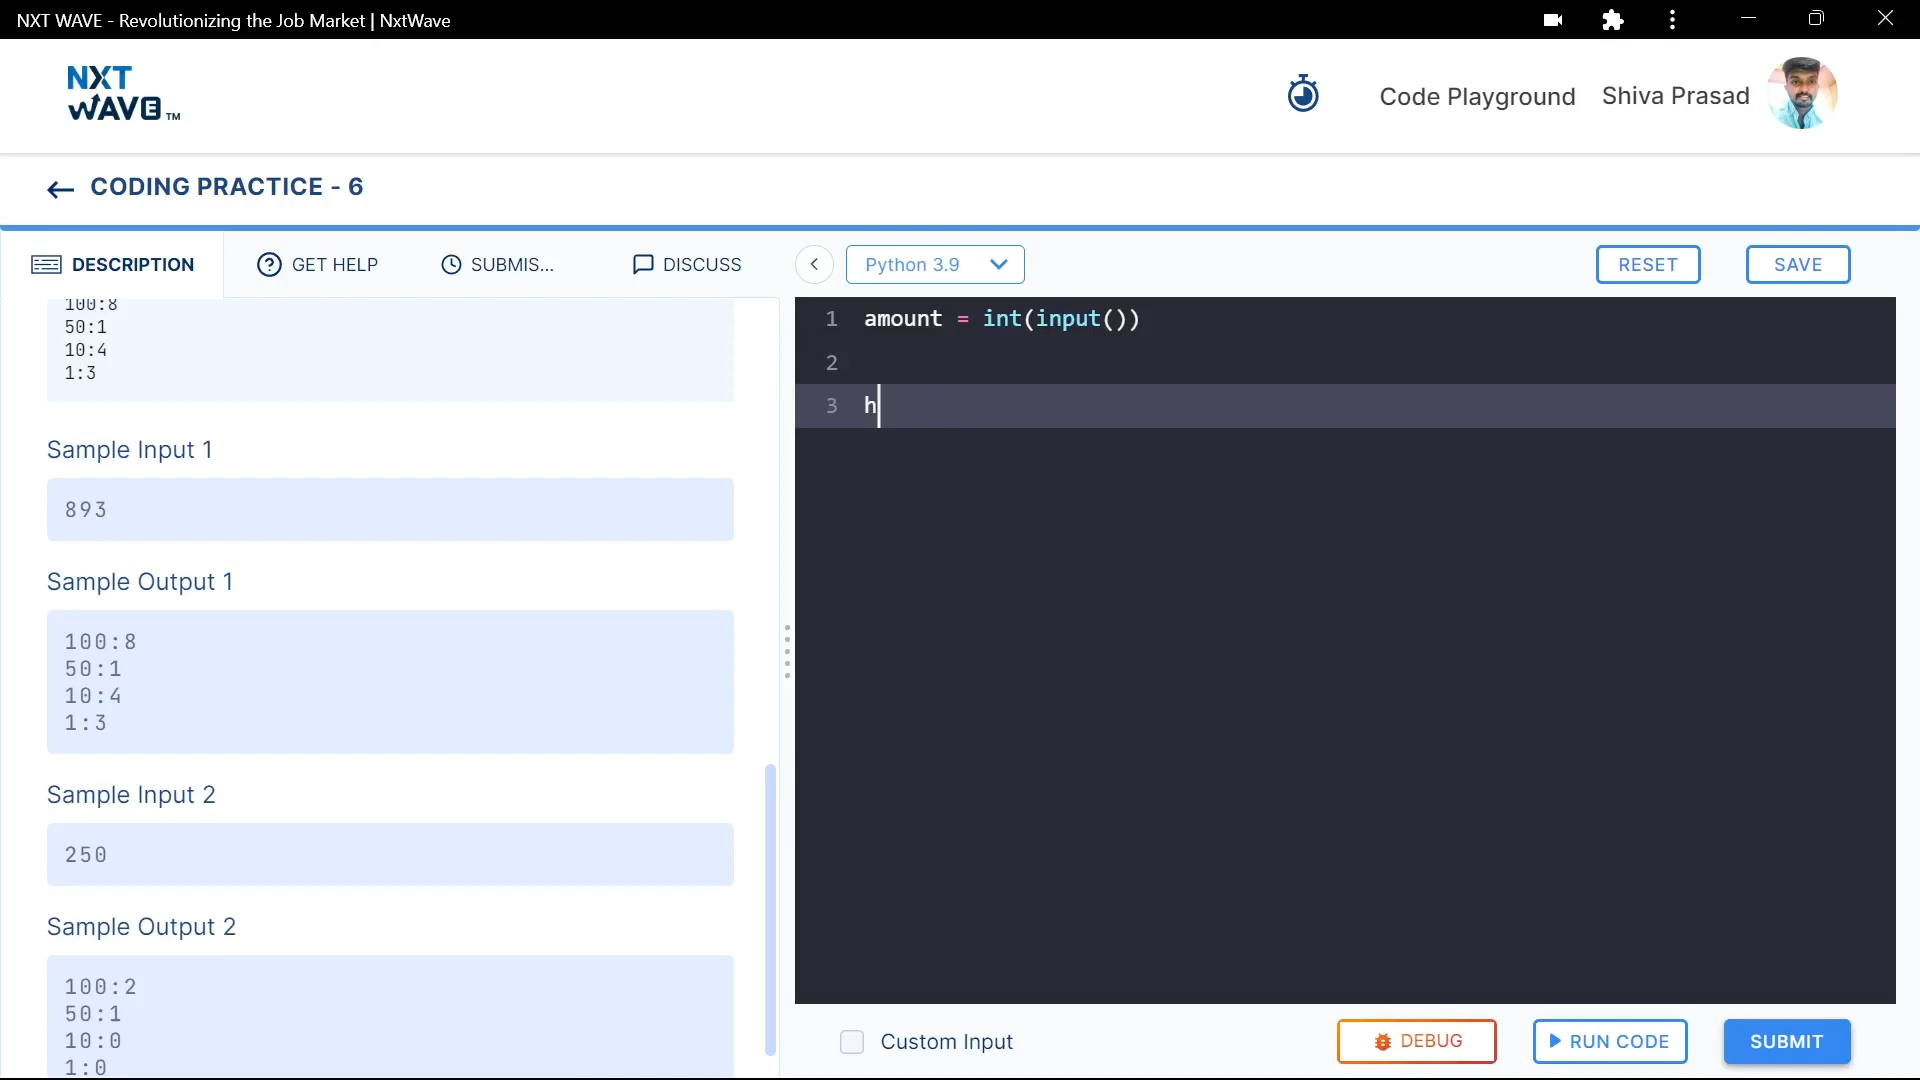 NXT WAVE - Revolutionizing the Job Market | NxtWave
NXT
WAVE TM
Code Playground
Shiva Prasad
CODING PRACTICE - 6
DESCRIPTION
GET HELP
SUBMIS...
DISCUSS
Python 3.9
RESET
SAVE
100:8
50:1
10:4
1:3
Sample Input 1
893
Sample Output 1
100:8
50:1
10:4
1:3
Sample Input 2
250
Sample Output 2
100:2
50:1
10:0
1:0
1 amount = int(input())
2
3 h
Custom Input
DEBUG
RUN CODE
SUBMIT